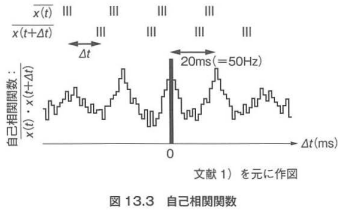 x(t)
x(t+Δt)
Δt
20ms(=50Hz)
自己相関関数：
x(t)・x(t+Δt)
0
Δt(ms)
文献1）を元に作図
図 13.3 自己相関関数